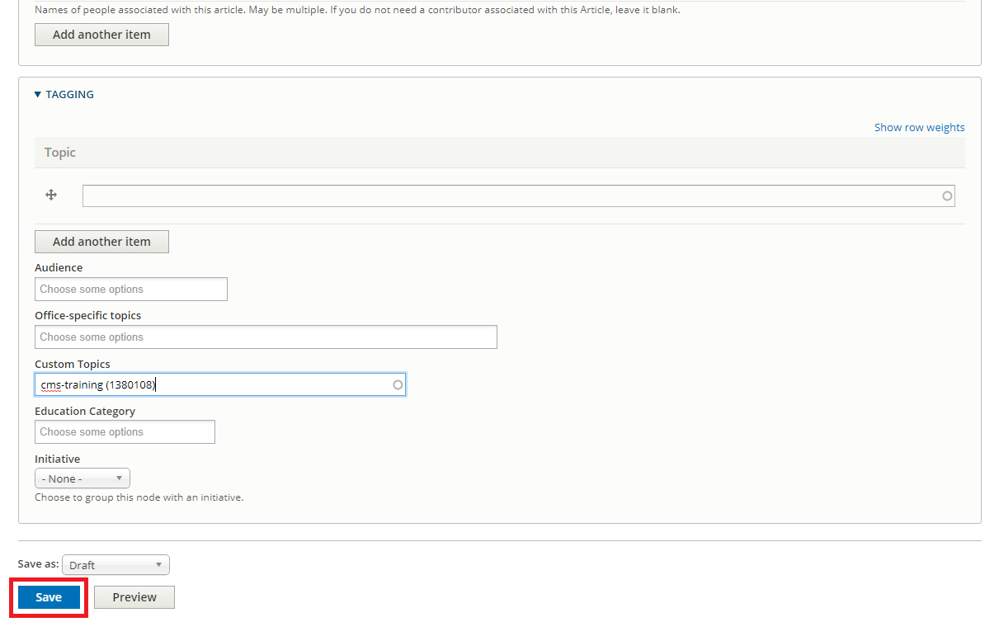 Names of people associated with this article. May be multiple. If you do not need a contributor associated with this Article, leave it blank.
Add another item
TAGGING
Show row weights
Topic
Add another item
Audience
Choose some options
Office-specific topics
Choose some options
Custom Topics
cms-training (1380108)
Education Category
Choose some options
Initiative
- None -
Choose to group this node with an initiative.
Save as: Draft
Save Preview